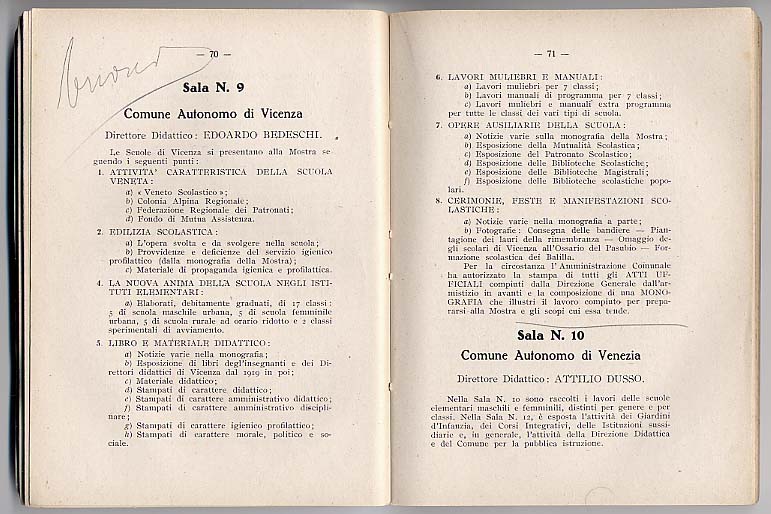 — 70 —
Sala N. 9
Comune Autonomo di Vicenza
Direttore Didattico: EDOARDO BEDESCHI.
Le Scuole di Vicenza si presentano alla Mostra se
guendo i seguenti punti:
1. ATTIVITA' CARATTERISTICA DELLA SCUOLA
VENETA:
a) « Veneto Scolastico »;
b) Colonia Alpina Regionale;
c) Federazione Regionale dei Patronati;
d) Fondo di Mutua Assistenza.
2. EDILIZIA SCOLASTICA:
a) L'opera svolta e da svolgere nella scuola;
b) Provvidenze e deficienze del servizio igienico
profilattico (dalla monografia della Mostra);
c) Materiale di propaganda igienica e profilattica.
4. LA NUOVA ANIMA DELLA SCUOLA NEGLI ISTI-
TUTI ELEMENTARI:
a) Elaborati, debitamente graduati, di 17 classi:
5 di scuola maschile urbana, 5 di scuola femminile
urbana, 5 di scuola rurale ad orario ridotto e 2 classi
sperimentali di avviamento.
5. LIBRO E MATERIALE DIDATTICO:
a) Notizie varie nella monografia;
b) Esposizione di libri degl'insegnanti e dei Di-
rettori didattici di Vicenza dal 1919 in poi;
c) Materiale didattico;
d) Stampati di carattere didattico;
e) Stampati di carattere amministrativo didattico;
f) Stampati di carattere amministrativo discipli-
nare;
g) Stampati di carattere igienico profilattico;
h) Stampati di carattere morale, politico e so-
ciale.
— 71 —
6. LAVORI MULIEBRI E MANUALI:
a) Lavori muliebri per 7 classi;
b) Lavori manuali di programma per 7 classi;
c) Lavori muliebri e manuali extra programma
per tutte le classi dei vari tipi di scuola.
7. OPERE AUSILIARIE DELLA SCUOLA:
a) Notizie varie sulla monografia della Mostra;
b) Esposizione della Mutualità Scolastica;
c) Esposizione del Patronato Scolastico;
d) Esposizione delle Biblioteche Scolastiche;
e) Esposizione delle Biblioteche Magistrali;
f) Esposizione delle Biblioteche scolastiche popo-
lari.
8. CERIMONIE, FESTE E MANIFESTAZIONI SCO-
LASTICHE:
a) Notizie varie nella monografia a parte;
b) Fotografie: Consegna delle bandiere — Pian-
tagione dei lauri della rimembranza — Omaggio de-
gli scolari di Vicenza all'Ossario del Pasubio — For-
mazione scolastica dei Balilla.
Per la circostanza l'Amministrazione Comunale
ha autorizzato la stampa di tutti gli ATTI UF-
FICIALI compiuti dalla Direzione Generale dall'ar-
mistizio in avanti e la composizione di una MONO-
GRAFIA che illustri il lavoro compiuto per prepa-
rarsi alla Mostra e gli scopi cui essa tende.
Sala N. 10
Comune Autonomo di Venezia
Direttore Didattico: ATTILIO DUSSO.
Nella Sala N. 10 sono raccolti i lavori delle scuole
elementari maschili e femminili, distinti per genere e per
classi. Nella Sala N. 12, è esposta l'attività dei Giardini
d'Infanzia, dei Corsi Integrativi, delle Istituzioni sussi-
diarie e, in generale, l'attività della Direzione Didattica
e del Comune per la pubblica istruzione.